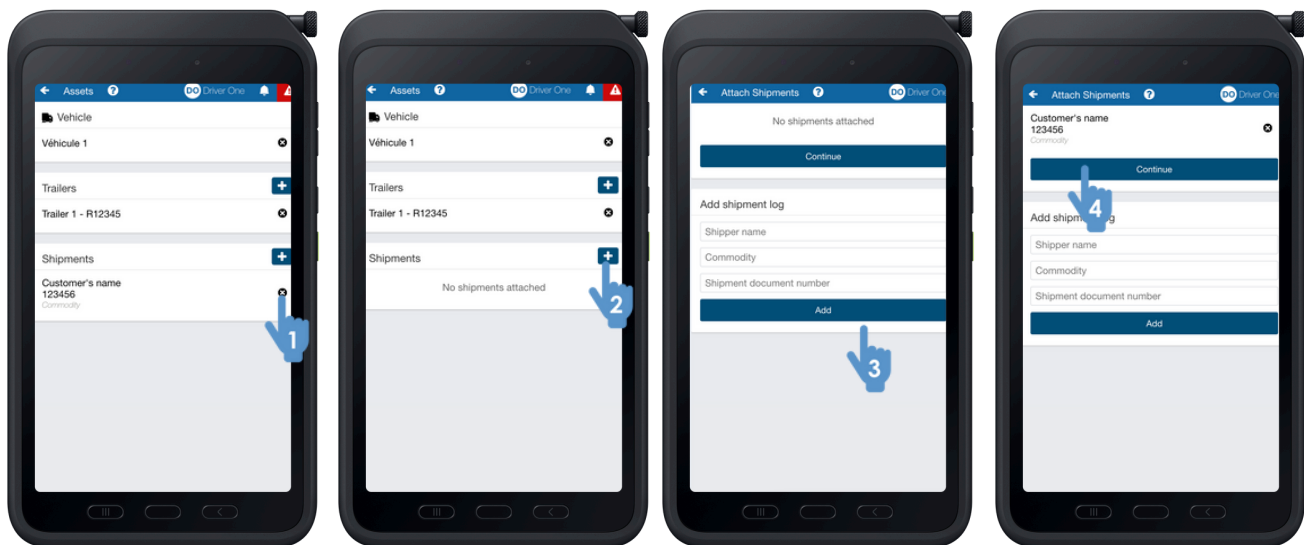 Assets ? DO Driver One
Vehicle
Véhicule 1
Trailers +
Trailer 1 - R12345
Shipments +
Customer's name
123456
Commodity
1
Assets ? DO Driver One
Vehicle
Véhicule 1
Trailers +
Trailer 1 - R12345
Shipments +
No shipments attached
2
Attach Shipments ? DO Driver One
No shipments attached
Continue
Add shipment log
Shipper name
Commodity
Shipment document number
Add
3
Attach Shipments ? DO Driver One
Customer's name
123456
Commodity
Continue
4
Add shipm g
Shipper name
Commodity
Shipment document number
Add